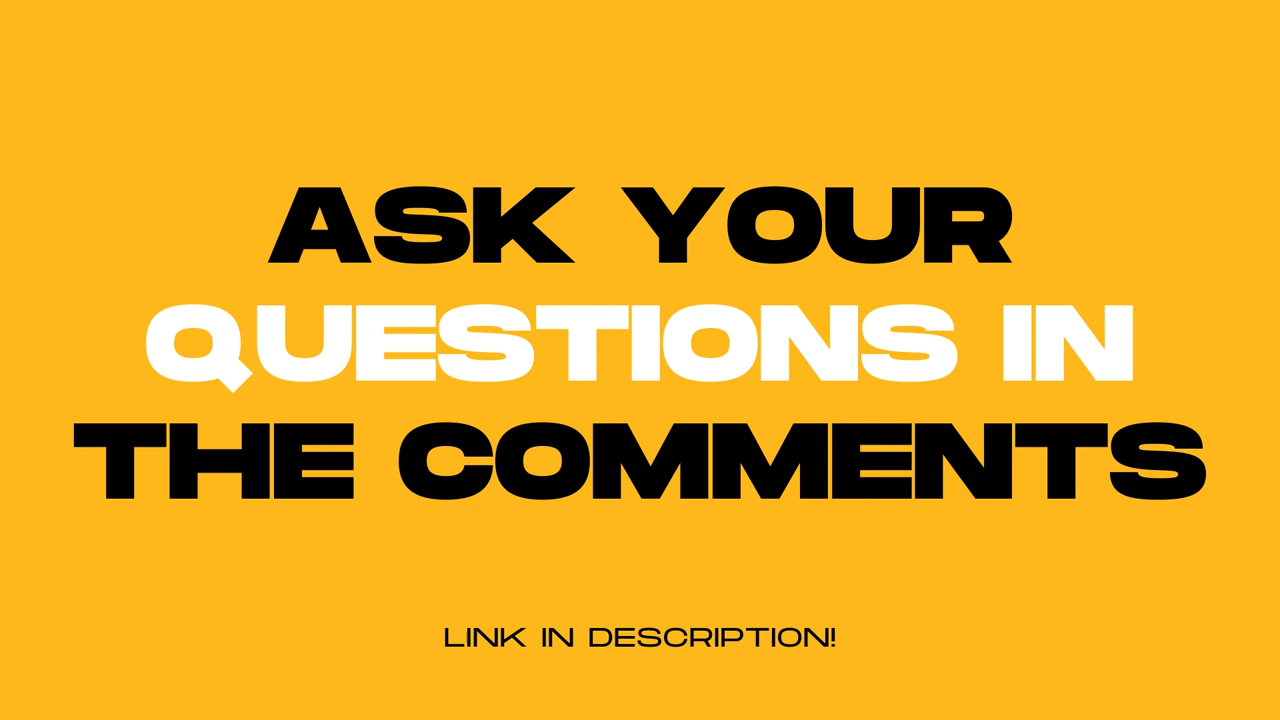 ASK YOUR
QUESTIONS IN
THE COMMENTS
LINK IN DESCRIPTION!